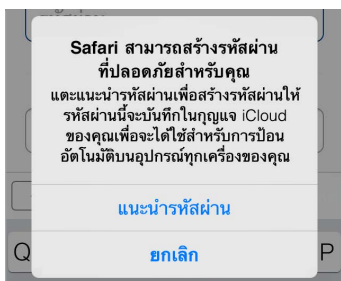 Safari สามารถสร้างรหัสผ่าน
ที่ปลอดภัยสำหรับคุณ
แตะแนะนำรหัสผ่านเพื่อสร้างรหัสผ่านให้
รหัสผ่านนี้จะบันทึกในกุญแจ iCloud
ของคุณเพื่อจะได้ใช้สำหรับการป้อน
อัตโนมัติบนอุปกรณ์ทุกเครื่องของคุณ
แนะนำรหัสผ่าน
ยกเลิก
Q P